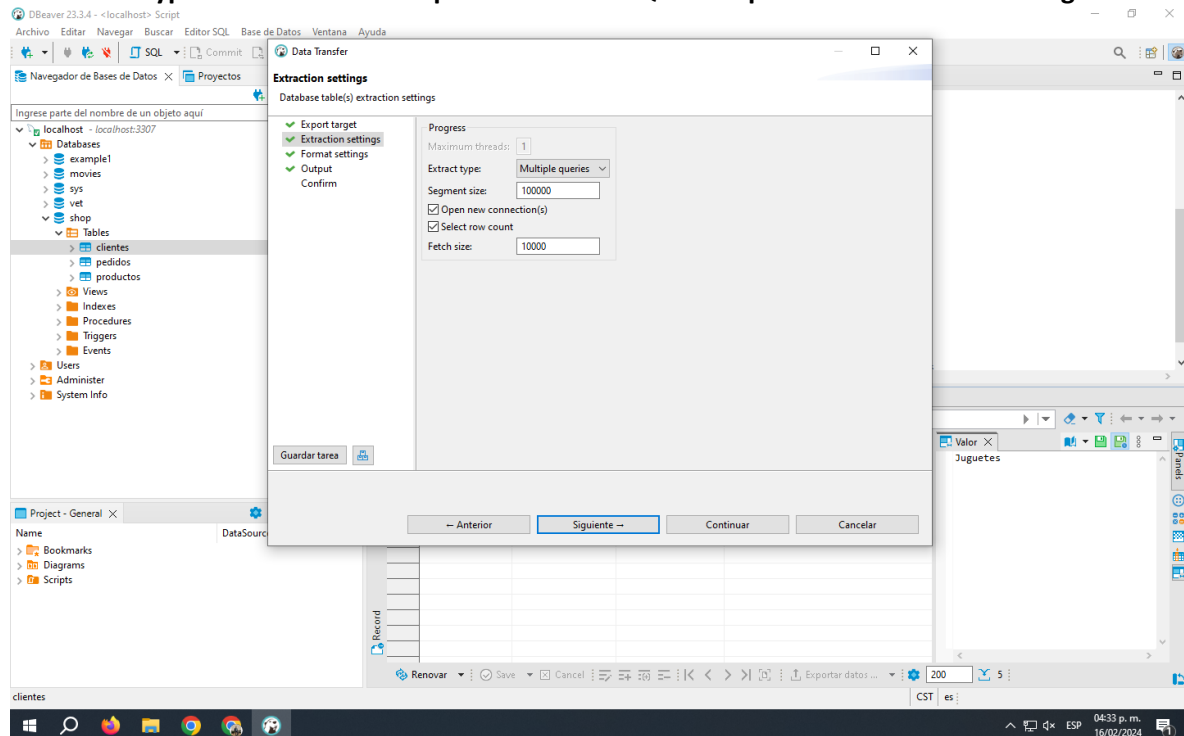 DBeaver 23.3.4 - <localhost> Script
Archivo Editar Navegar Buscar Editor SQL Base de Datos Ventana Ayuda
SQL Commit
Navegador de Bases de Datos Proyectos
Ingrese parte del nombre de un objeto aquí
localhost - localhost:3307
Databases
example1
movies
sys
vet
shop
Tables
clientes
pedidos
productos
Views
Indexes
Procedures
Triggers
Events
Users
Administer
System Info
Project - General
Name DataSourc
Bookmarks
Diagrams
Scripts
Data Transfer
Extraction settings
Database table(s) extraction settings
Export target
Extraction settings
Format settings
Output
Confirm
Progress
Maximum threads: 1
Extract type: Multiple queries
Segment size: 100000
Open new connection(s)
Select row count
Fetch size: 10000
Guardar tarea
← Anterior Siguiente → Continuar Cancelar
Valor
Juguetes
Panels
Record
Renovar Save Cancel Exportar datos ... 200 5
clientes CST es
ESP 04:33 p. m.
16/02/2024